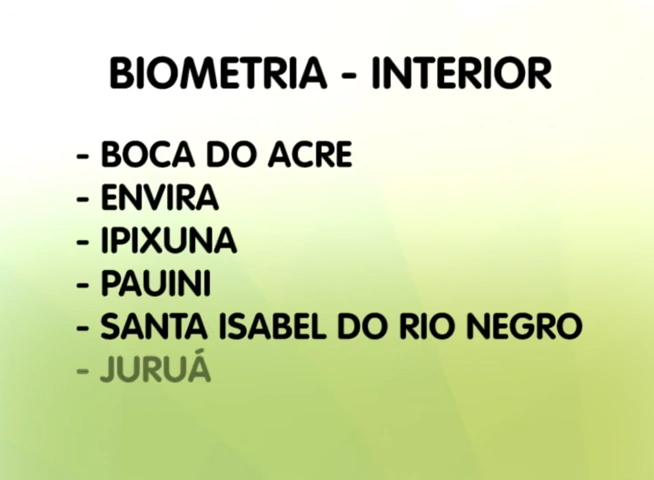 BIOMETRIA - INTERIOR
- BOCA DO ACRE
- ENVIRA
- IPIXUNA
- PAUINI
- SANTA ISABEL DO RIO NEGRO
- JURUÁ